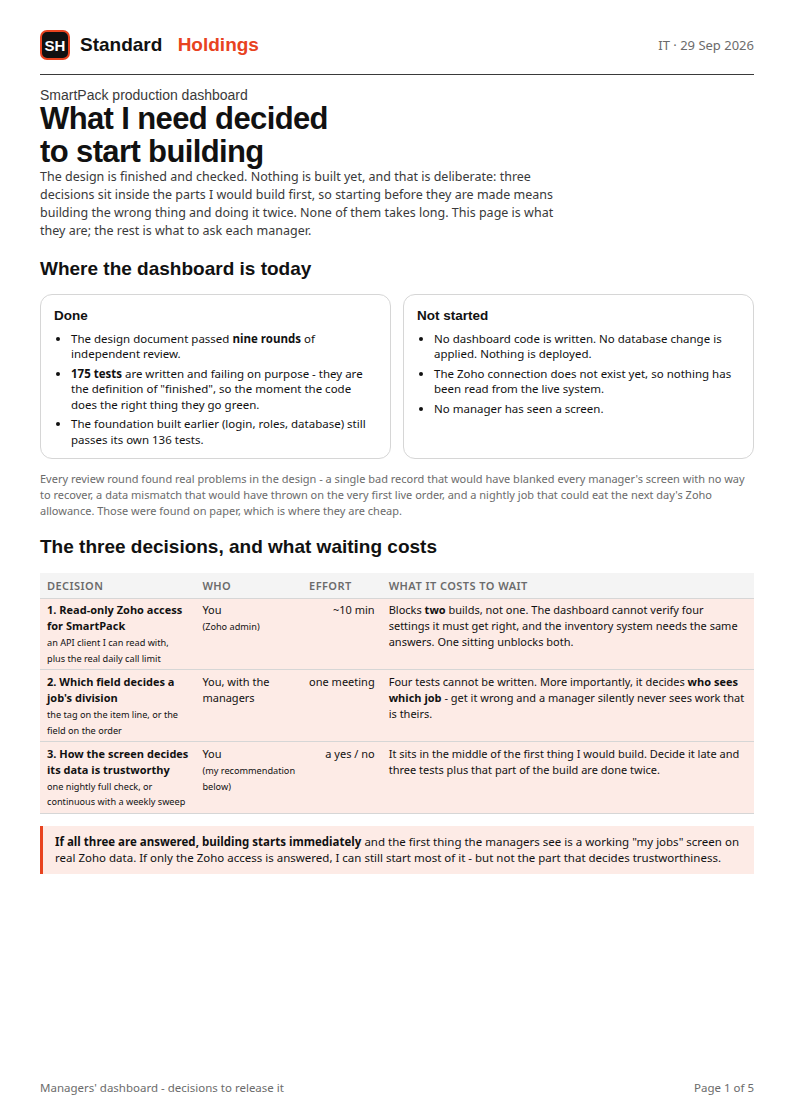 SH Standard Holdings
IT · 29 Sep 2026
SmartPack production dashboard
What I need decided
to start building
The design is finished and checked. Nothing is built yet, and that is deliberate: three
decisions sit inside the parts I would build first, so starting before they are made means
building the wrong thing and doing it twice. None of them takes long. This page is what
they are; the rest is what to ask each manager.
Where the dashboard is today
Done
• The design document passed nine rounds of
independent review.
• 175 tests are written and failing on purpose - they are
the definition of "finished", so the moment the code
does the right thing they go green.
• The foundation built earlier (login, roles, database) still
passes its own 136 tests.
Not started
• No dashboard code is written. No database change is
applied. Nothing is deployed.
• The Zoho connection does not exist yet, so nothing has
been read from the live system.
• No manager has seen a screen.
Every review round found real problems in the design - a single bad record that would have blanked every manager's screen with no way
to recover, a data mismatch that would have thrown on the very first live order, and a nightly job that could eat the next day's Zoho
allowance. Those were found on paper, which is where they are cheap.
The three decisions, and what waiting costs
DECISION WHO EFFORT WHAT IT COSTS TO WAIT
1. Read-only Zoho access
for SmartPack
an API client I can read with,
plus the real daily call limit
You
(Zoho admin)
~10 min
Blocks two builds, not one. The dashboard cannot verify four
settings it must get right, and the inventory system needs the same
answers. One sitting unblocks both.
2. Which field decides a
job's division
the tag on the item line, or the
field on the order
You, with the
managers
one meeting
Four tests cannot be written. More importantly, it decides who sees
which job - get it wrong and a manager silently never sees work that
is theirs.
3. How the screen decides
its data is trustworthy
one nightly full check, or
continuous with a weekly sweep
You
(my recommendation
below)
a yes / no
It sits in the middle of the first thing I would build. Decide it late and
three tests plus that part of the build are done twice.
If all three are answered, building starts immediately and the first thing the managers see is a working "my jobs" screen on
real Zoho data. If only the Zoho access is answered, I can still start most of it - but not the part that decides trustworthiness.
Managers' dashboard - decisions to release it
Page 1 of 5